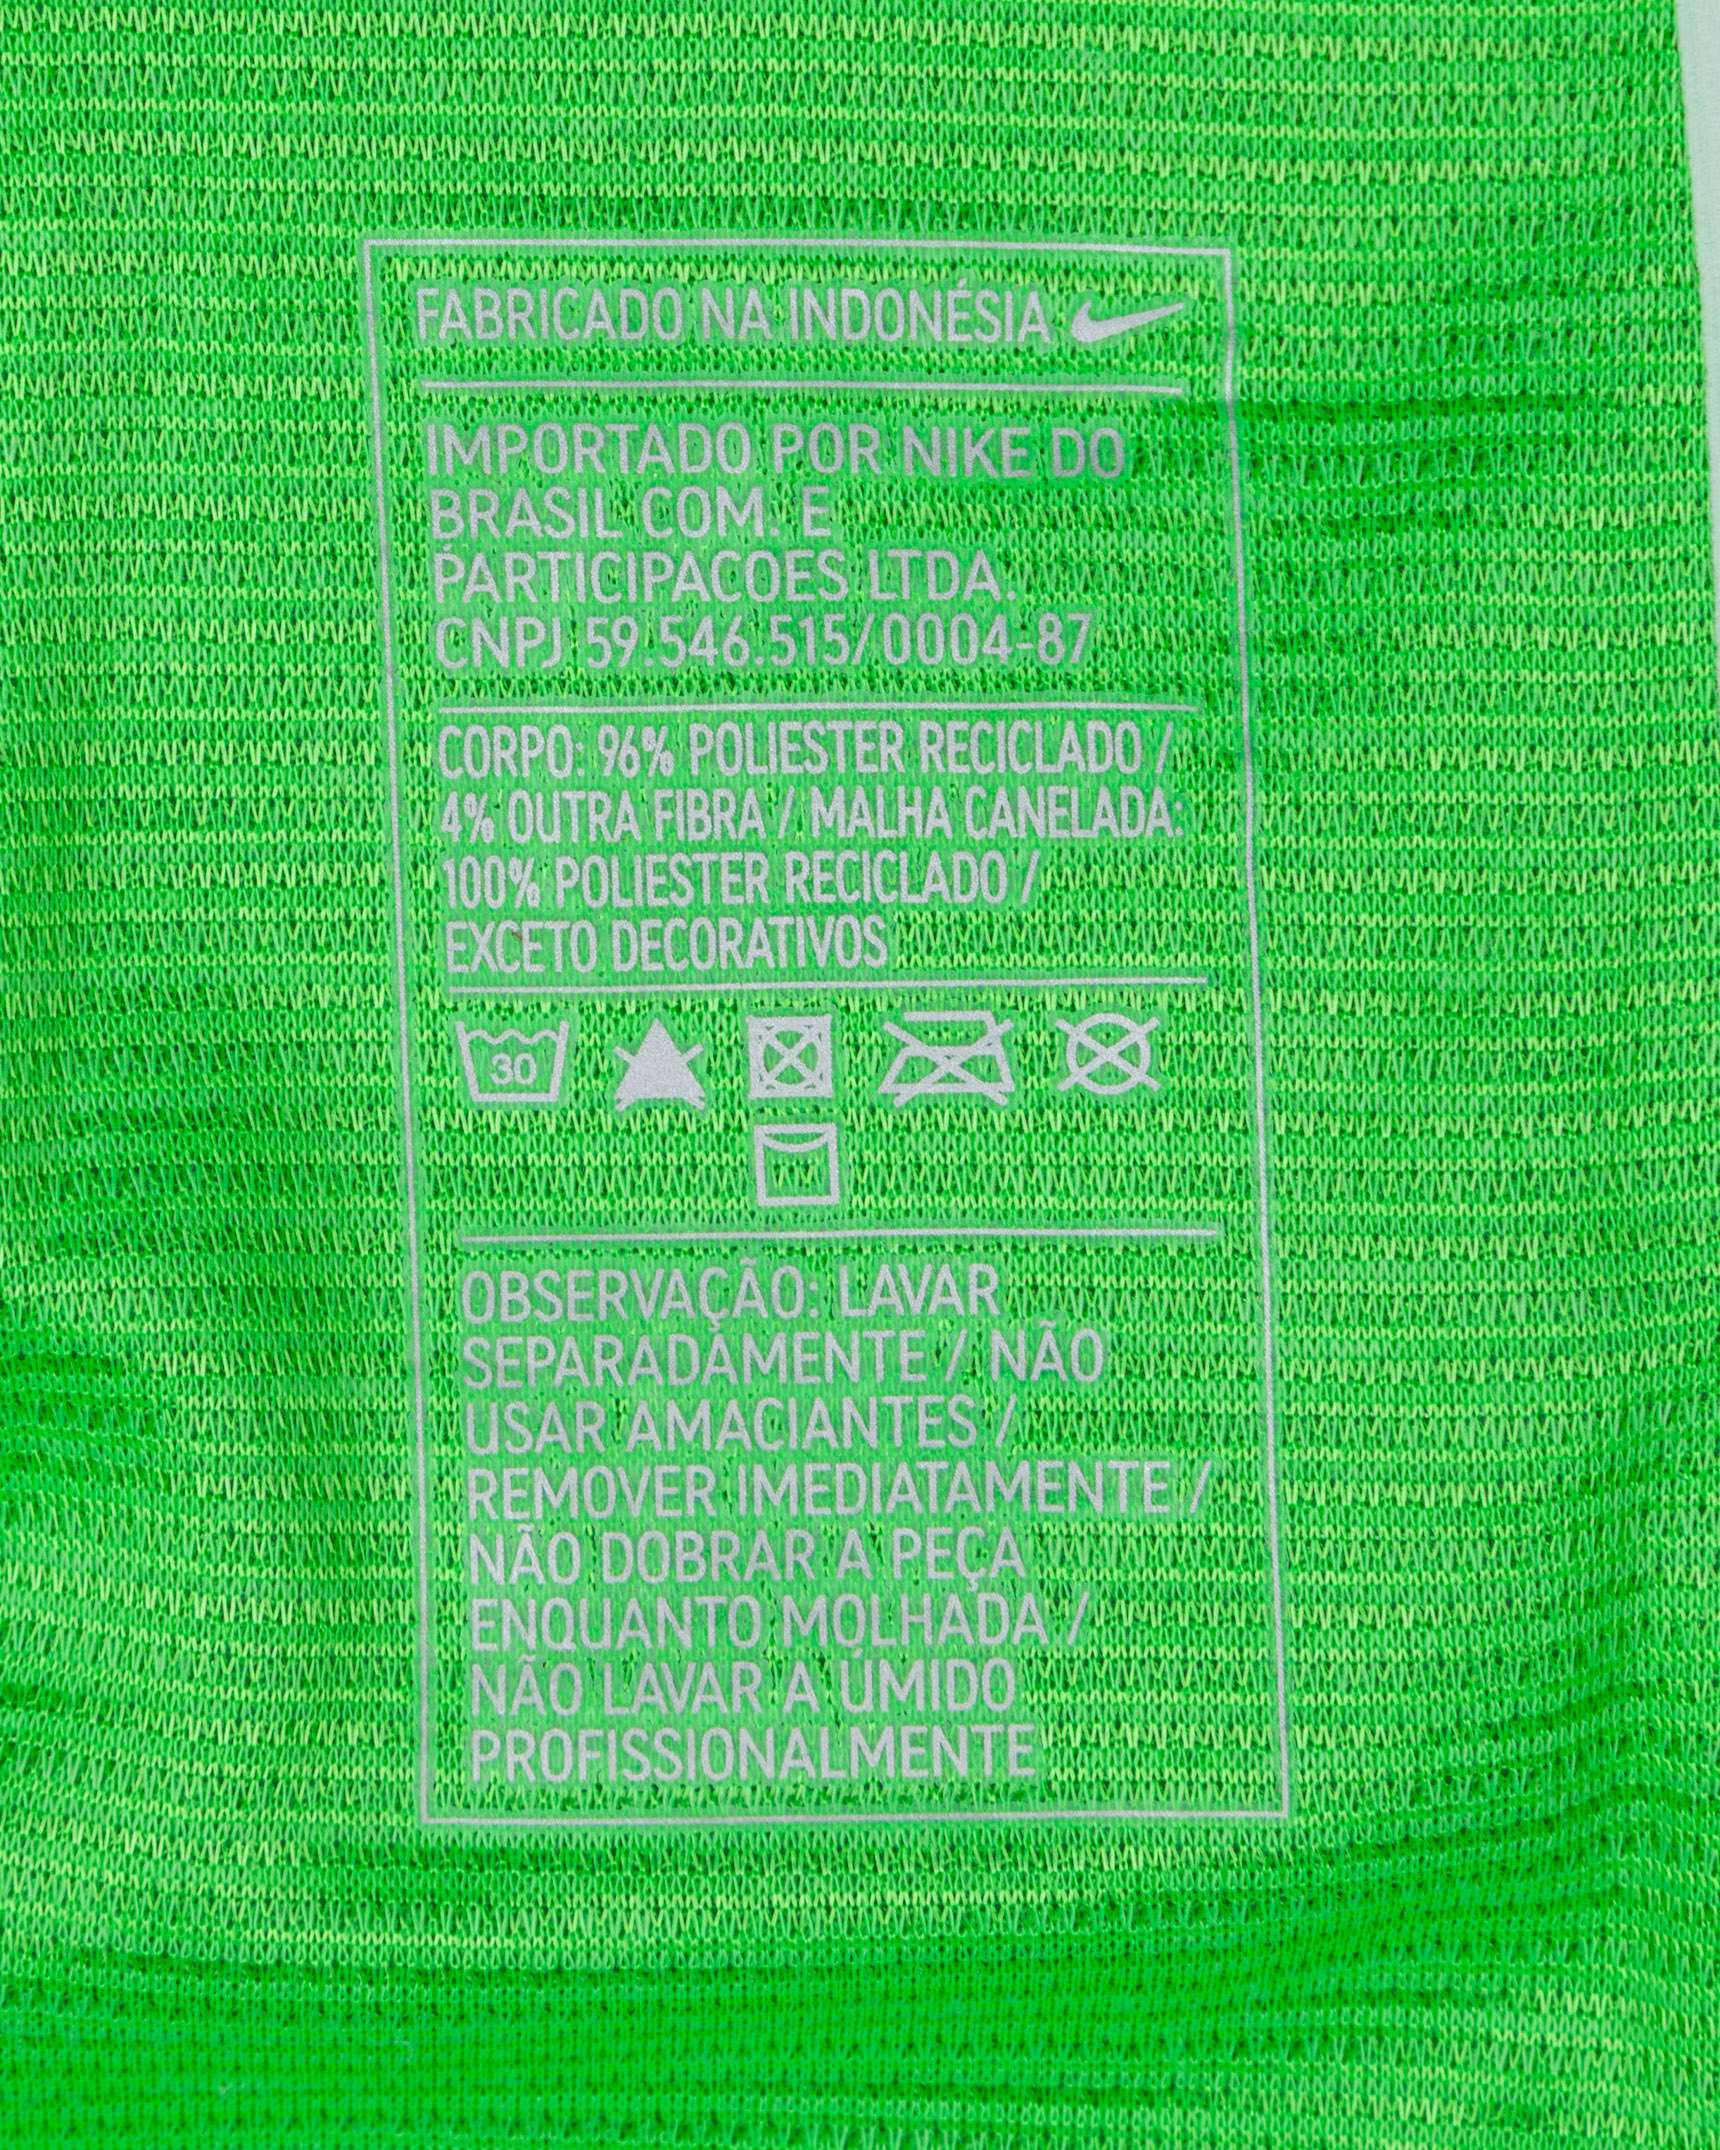 FABRICADO NA INDONÉSIA
IMPORTADO POR NIKE DO
BRASIL COM. E
PARTICIPACOES LTDA.
CNPJ 59.546.515/0004-87
CORPO: 96% POLIESTER RECICLADO /
4% OUTRA FIBRA / MALHA CANELADA:
100% POLIESTER RECICLADO /
EXCETO DECORATIVOS
30
OBSERVAÇÃO: LAVAR
SEPARADAMENTE / NÃO
USAR AMACIANTES /
REMOVER IMEDIATAMENTE /
NÃO DOBRAR A PEÇA
ENQUANTO MOLHADA /
NÃO LAVAR A ÚMIDO
PROFISSIONALMENTE